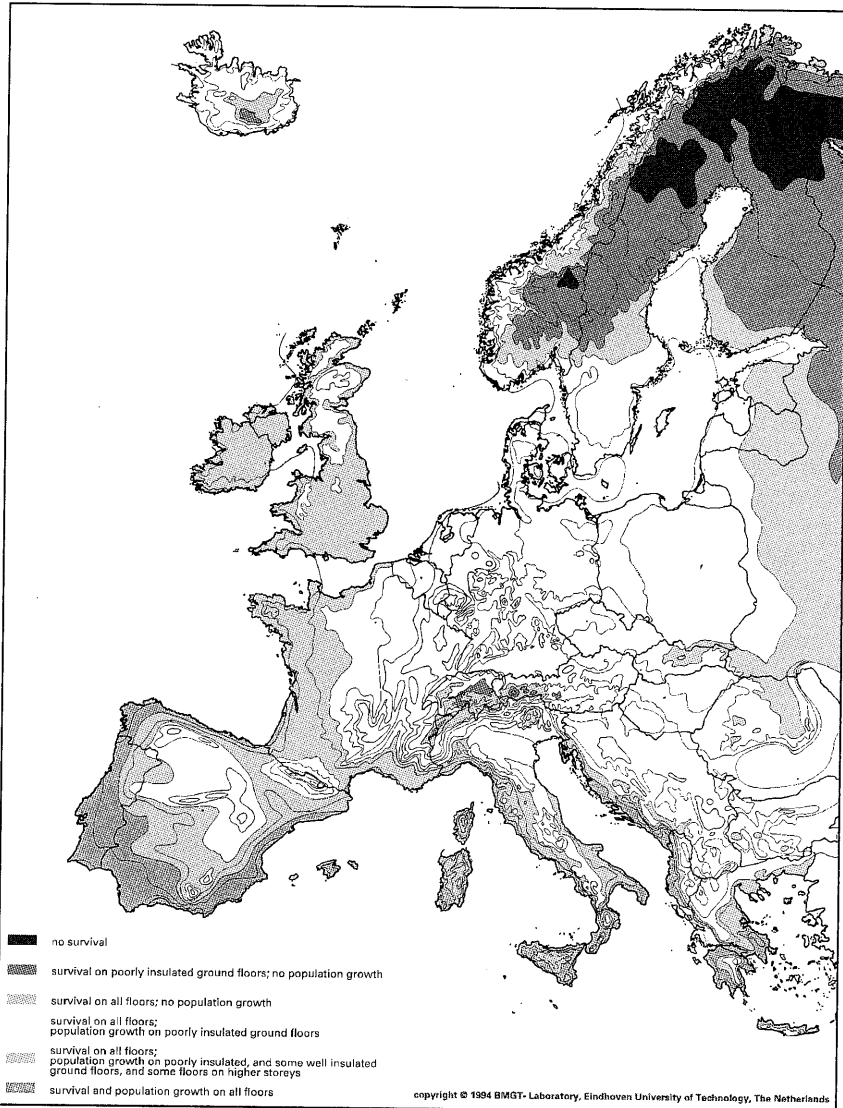 no survival
survival on poorly insulated ground floors; no population growth
survival on all floors; no population growth
survival on all floors;
population growth on poorly insulated ground floors
survival on all floors;
population growth on poorly insulated, and some well insulated
ground floors, and some floors on higher storeys
survival and population growth on all floors
copyright © 1994 BMGT- Laboratory, Eindhoven University of Technology, The Netherlands